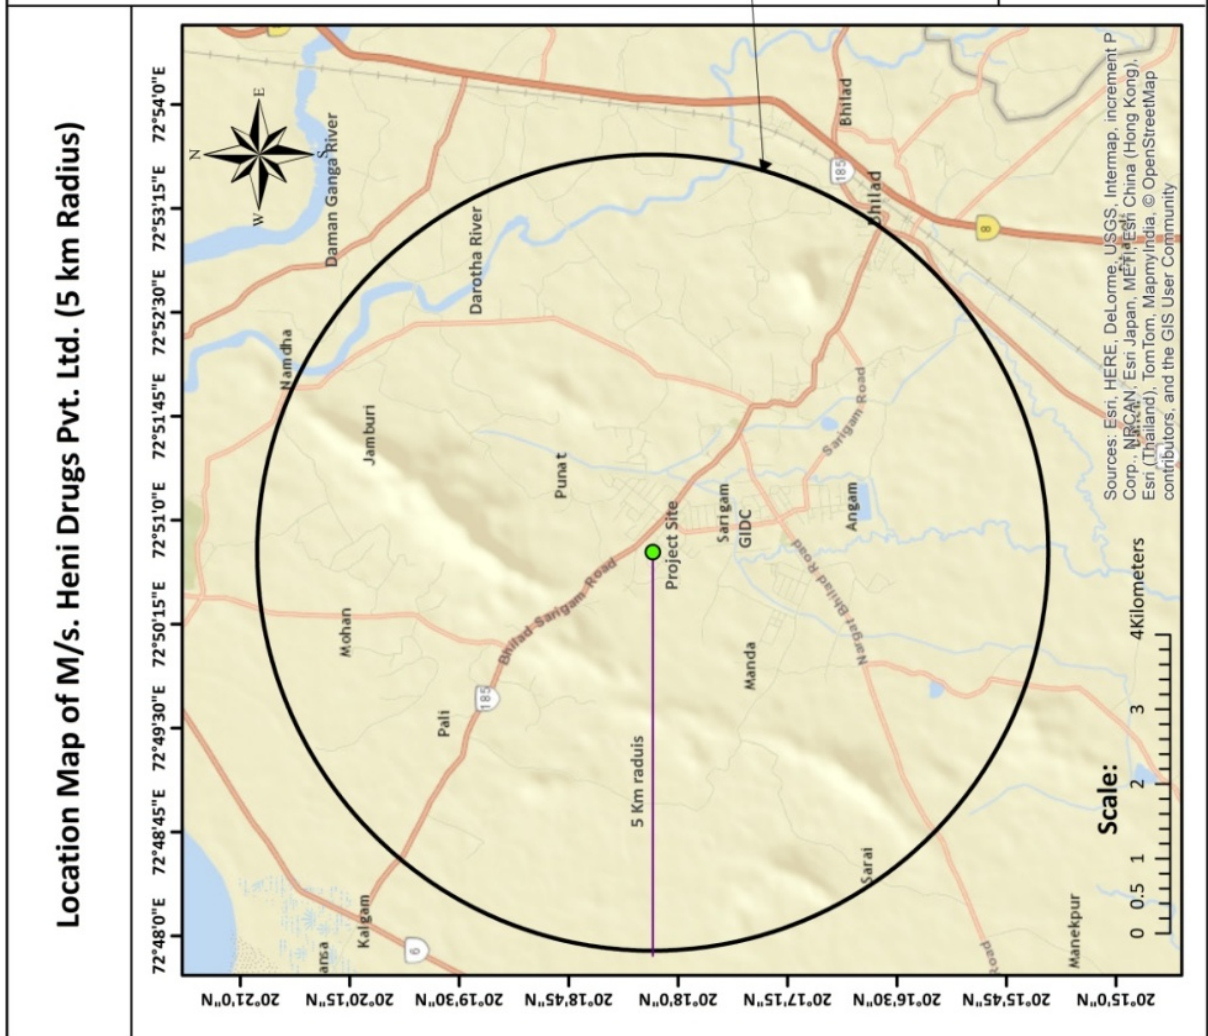 Location Map of M/s. Heni Drugs Pvt. Ltd. (5 km Radius)
72°48'0"E
72°48'45"E
72°49'30"E
72°50'15"E
72°51'0"E
72°51'45"E
72°52'30"E
72°53'15"E
72°54'0"E
20°21'0"N
20°20'15"N
20°19'30"N
20°18'45"N
20°18'0"N
20°17'15"N
20°16'30"N
20°15'45"N
20°15'0"N
N
E
S
W
Daman Ganga River
Namdha
Darotha River
Jamburi
Mohan
Punat
Pali
185
Bhilad Sarigam Road
Kalgam
ansa
6
5 Km raduis
Project Site
Sarigam
GIDC
Manda
Angam
Sarigam Road
Nargat Bhilad Road
Bhilad
185
Bhilad
8
Sarai
Manekpur
Road
Scale:
0 0.5 1 2 3 4 Kilometers
Sources: Esri, HERE, DeLorme, USGS, Intermap, increment P
Corp., NRCAN, Esri Japan, METI, Esri China (Hong Kong),
Esri (Thailand), TomTom, MapmyIndia, © OpenStreetMap
contributors, and the GIS User Community